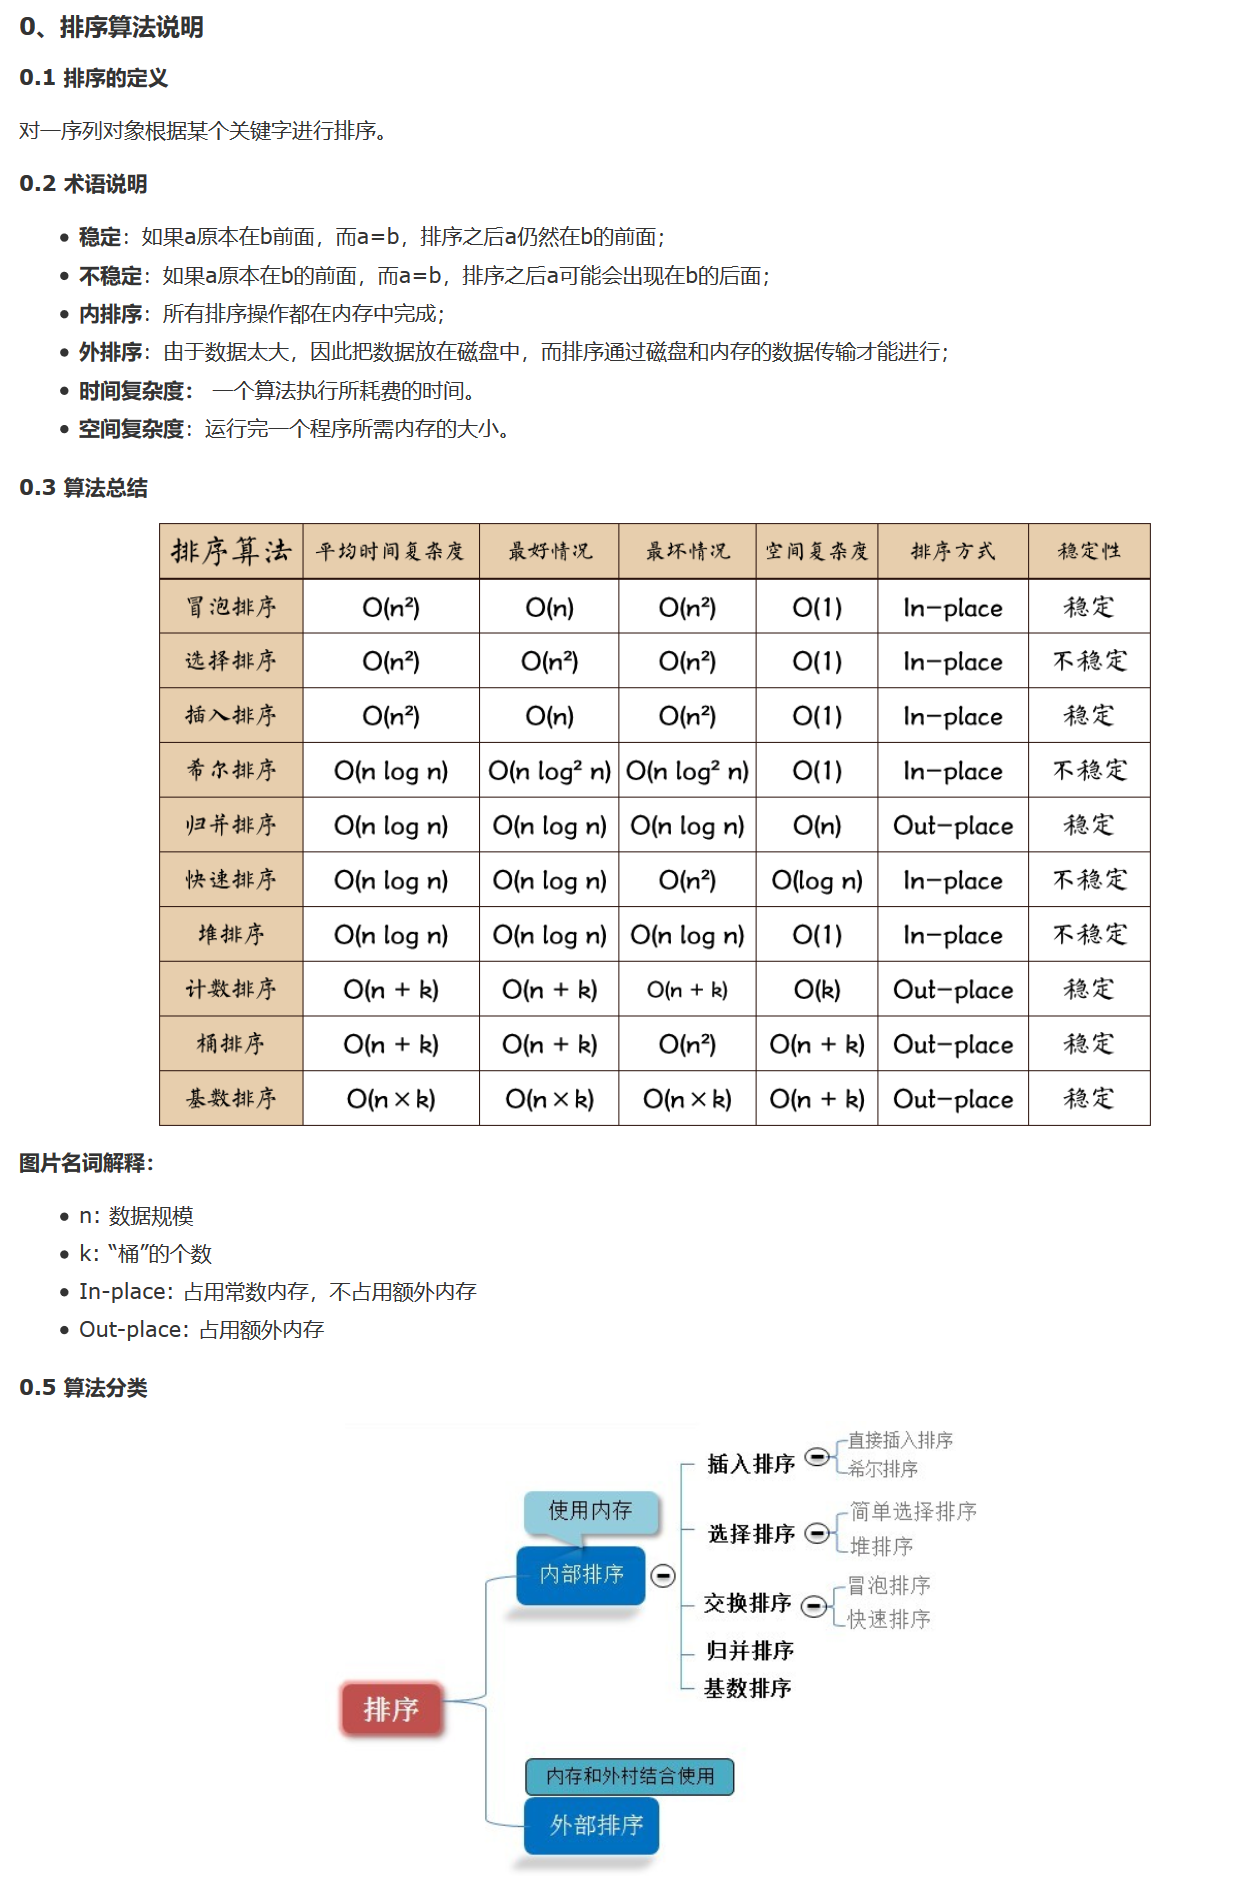 0、排序算法说明
0.1 排序的定义
对一序列对象根据某个关键字进行排序。
0.2 术语说明
稳定：如果a原本在b前面，而a=b，排序之后a仍然在b的前面；
不稳定：如果a原本在b的前面，而a=b，排序之后a可能会出现在b的后面；
内排序：所有排序操作都在内存中完成；
外排序：由于数据太大，因此把数据放在磁盘中，而排序通过磁盘和内存的数据传输才能进行；
时间复杂度： 一个算法执行所耗费的时间。
空间复杂度：运行完一个程序所需内存的大小。
0.3 算法总结
排序算法 平均时间复杂度 最好情况 最坏情况 空间复杂度 排序方式 稳定性
冒泡排序 O(n²) O(n) O(n²) O(1) In-place 稳定
选择排序 O(n²) O(n²) O(n²) O(1) In-place 不稳定
插入排序 O(n²) O(n) O(n²) O(1) In-place 稳定
希尔排序 O(n log n) O(n log² n) O(n log² n) O(1) In-place 不稳定
归并排序 O(n log n) O(n log n) O(n log n) O(n) Out-place 稳定
快速排序 O(n log n) O(n log n) O(n²) O(log n) In-place 不稳定
堆排序 O(n log n) O(n log n) O(n log n) O(1) In-place 不稳定
计数排序 O(n + k) O(n + k) O(n + k) O(k) Out-place 稳定
桶排序 O(n + k) O(n + k) O(n²) O(n + k) Out-place 稳定
基数排序 O(n×k) O(n×k) O(n×k) O(n + k) Out-place 稳定
图片名词解释：
n: 数据规模
k: “桶”的个数
In-place: 占用常数内存，不占用额外内存
Out-place: 占用额外内存
0.5 算法分类
排序
使用内存
内部排序
插入排序
直接插入排序
希尔排序
选择排序
简单选择排序
堆排序
交换排序
冒泡排序
快速排序
归并排序
基数排序
内存和外村结合使用
外部排序